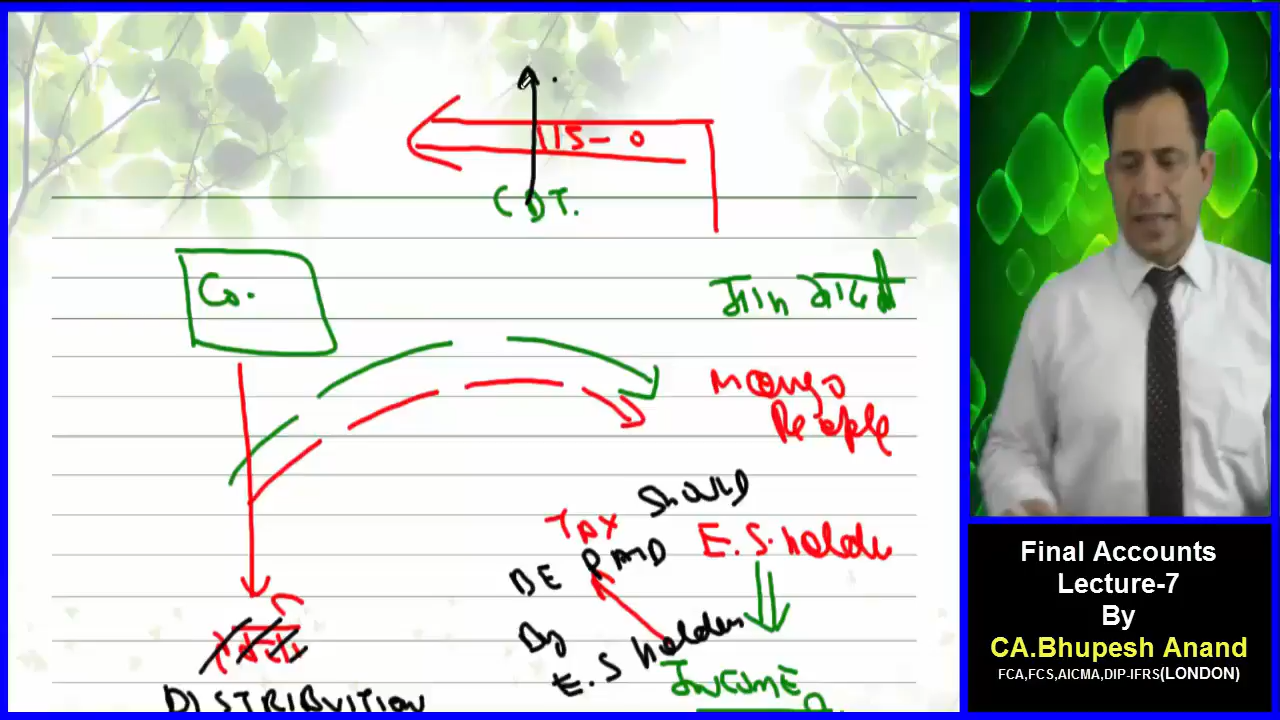 115-0
CDT.
Co.
Mango
People
TAX SHOULD
BE PAID
By
E.S holder
E.S.holder
INCOME
DISTRIBUTION
Final Accounts
Lecture-7
By
CA.Bhupesh Anand
FCA,FCS,AICMA,DIP-IFRS(LONDON)